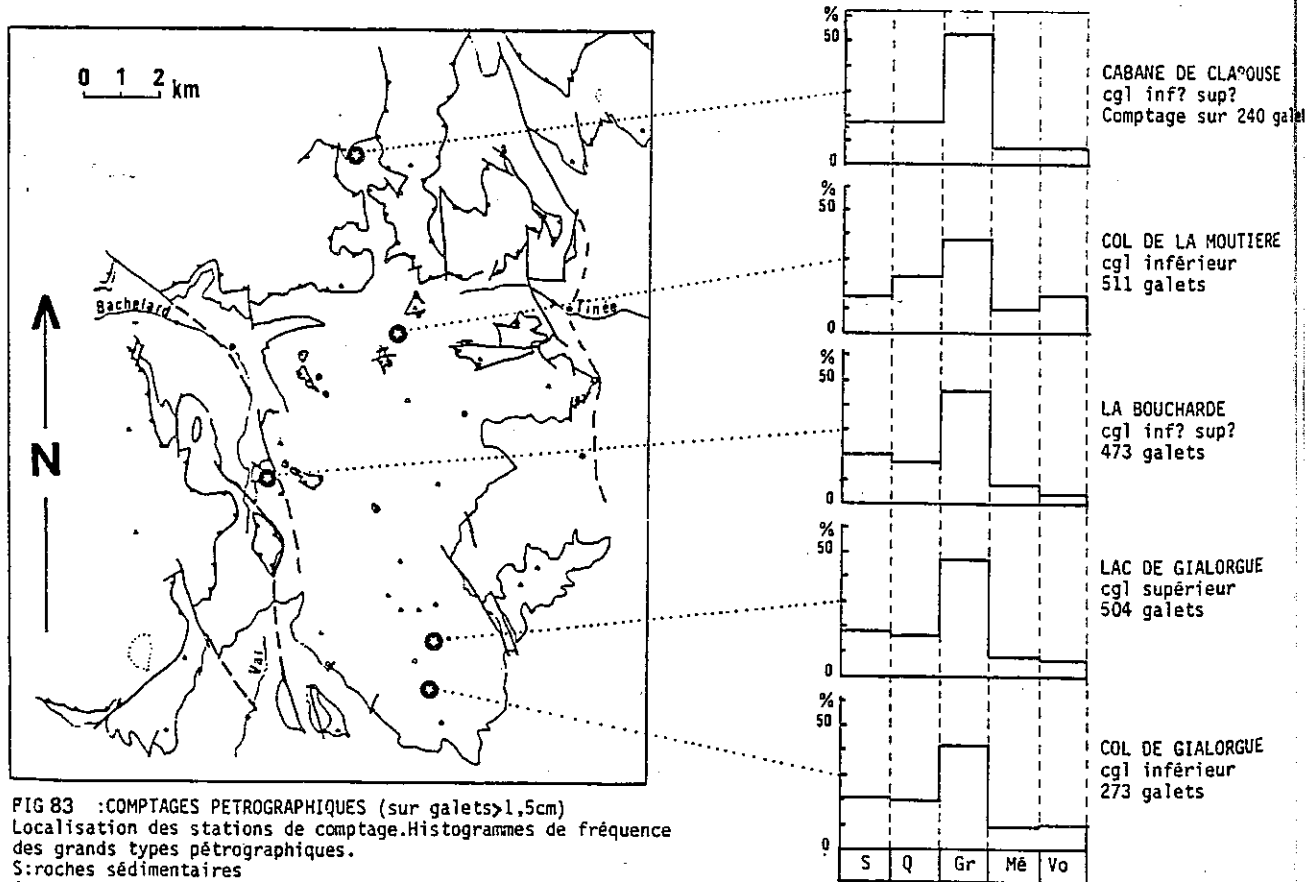 0 1 2 km
Bachelard
Tinée
N
Var
%
50
0
CABANE DE CLAPOUSE
cgl inf? sup?
Comptage sur 240 galet
%
50
0
COL DE LA MOUTIERE
cgl inférieur
511 galets
%
50
0
LA BOUCHARDE
cgl inf? sup?
473 galets
%
50
0
LAC DE GIALORGUE
cgl supérieur
504 galets
%
50
0
COL DE GIALORGUE
cgl inférieur
273 galets
S Q Gr Mé Vo
FIG 83 :COMPTAGES PETROGRAPHIQUES (sur galets>1,5cm)
Localisation des stations de comptage.Histogrammes de fréquence
des grands types pétrographiques.
S:roches sédimentaires